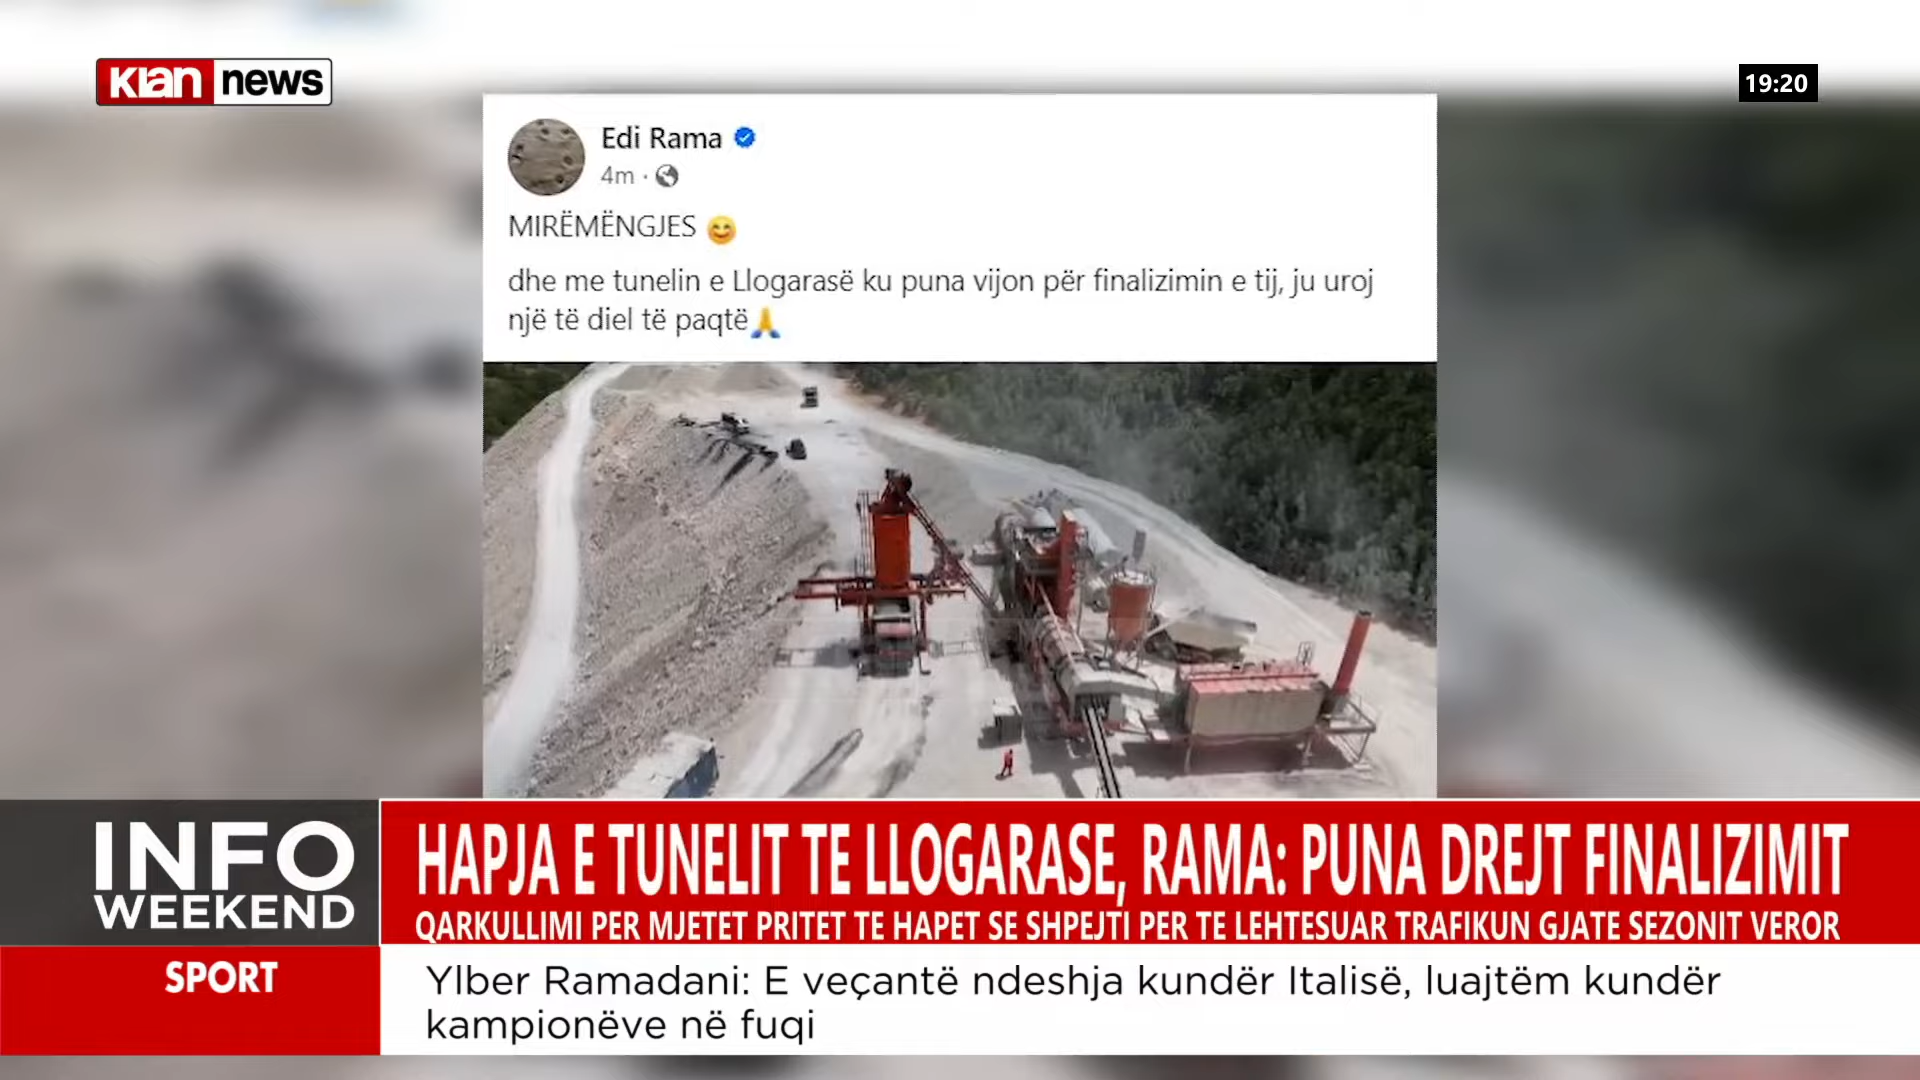 klan news
19:20
Edi Rama
4m ·
MIRËMËNGJES 😊
dhe me tunelin e Llogarasë ku puna vijon për finalizimin e tij, ju uroj
një të diel të paqtë🙏
INFO
WEEKEND
HAPJA E TUNELIT TE LLOGARASE, RAMA: PUNA DREJT FINALIZIMIT
QARKULLIMI PER MJETET PRITET TE HAPET SE SHPEJTI PER TE LEHTESUAR TRAFIKUN GJATE SEZONIT VEROR
SPORT
Ylber Ramadani: E veçantë ndeshja kundër Italisë, luajtëm kundër
kampionëve në fuqi